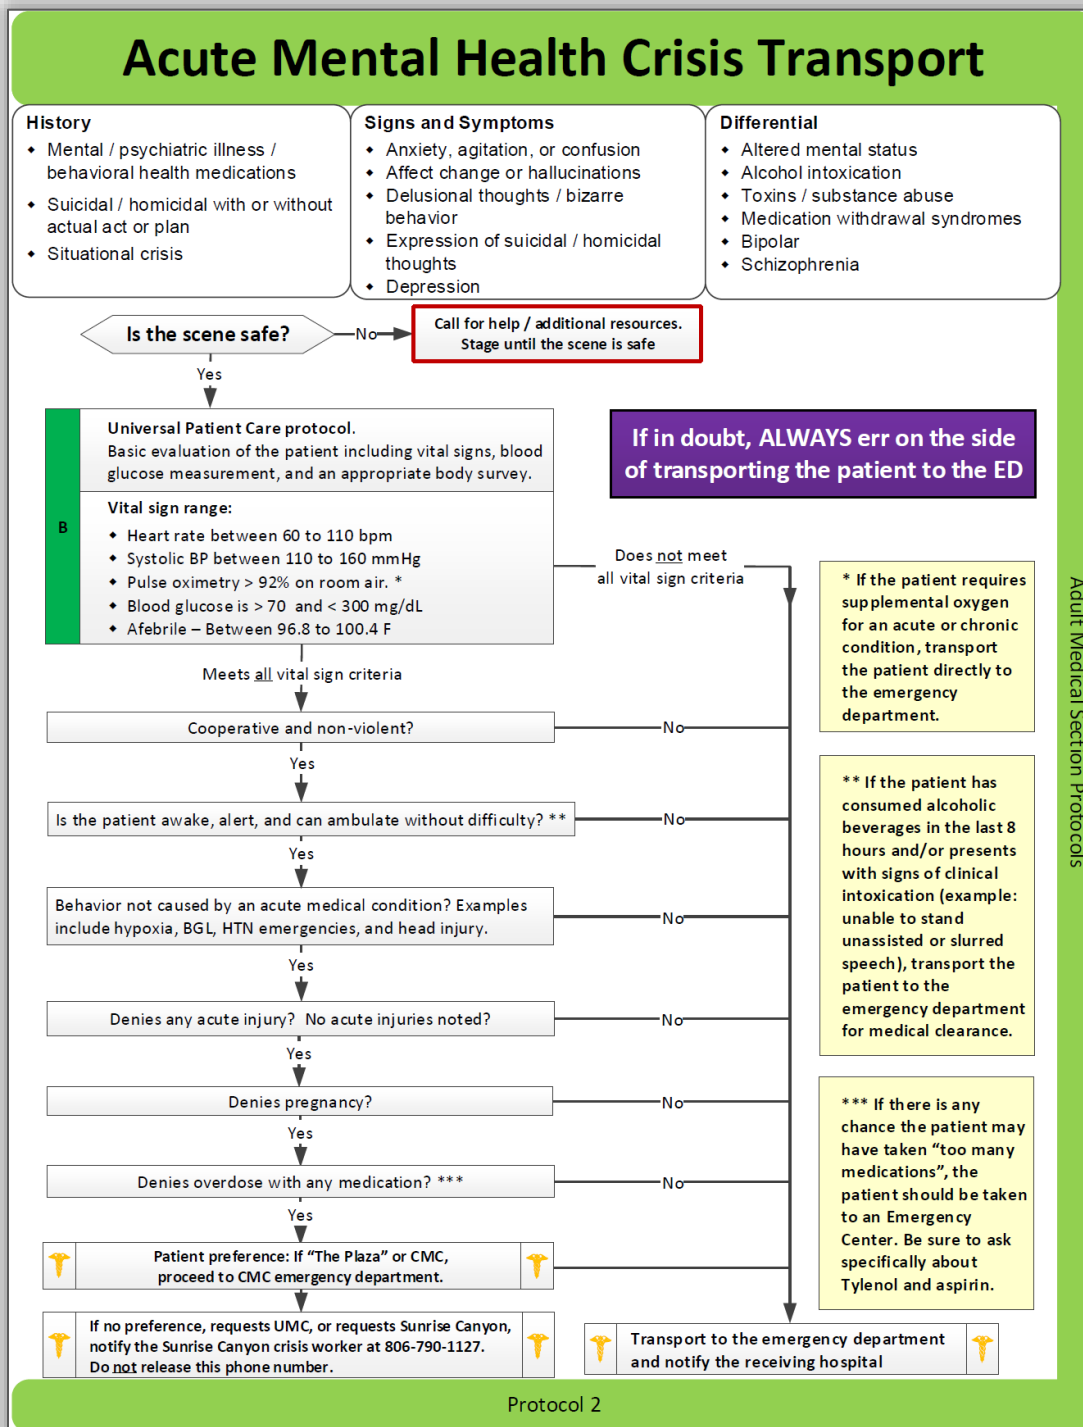 Acute Mental Health Crisis Transport
History
Mental / psychiatric illness /
behavioral health medications
Suicidal / homicidal with or without
actual act or plan
Situational crisis
Signs and Symptoms
Anxiety, agitation, or confusion
Affect change or hallucinations
Delusional thoughts / bizarre
behavior
Expression of suicidal / homicidal
thoughts
Depression
Differential
Altered mental status
Alcohol intoxication
Toxins / substance abuse
Medication withdrawal syndromes
Bipolar
Schizophrenia
Is the scene safe?
No
Call for help / additional resources.
Stage until the scene is safe
Yes
B
Universal Patient Care protocol.
Basic evaluation of the patient including vital signs, blood
glucose measurement, and an appropriate body survey.
Vital sign range:
Heart rate between 60 to 110 bpm
Systolic BP between 110 to 160 mmHg
Pulse oximetry > 92% on room air. *
Blood glucose is > 70 and < 300 mg/dL
Afebrile – Between 96.8 to 100.4 F
If in doubt, ALWAYS err on the side
of transporting the patient to the ED
Does not meet
all vital sign criteria
Meets all vital sign criteria
Cooperative and non-violent?
No
Yes
Is the patient awake, alert, and can ambulate without difficulty? **
No
Yes
Behavior not caused by an acute medical condition? Examples
include hypoxia, BGL, HTN emergencies, and head injury.
No
Yes
Denies any acute injury? No acute injuries noted?
No
Yes
Denies pregnancy?
No
Yes
Denies overdose with any medication? ***
No
Yes
Patient preference: If “The Plaza” or CMC,
proceed to CMC emergency department.
If no preference, requests UMC, or requests Sunrise Canyon,
notify the Sunrise Canyon crisis worker at 806-790-1127.
Do not release this phone number.
Transport to the emergency department
and notify the receiving hospital
* If the patient requires
supplemental oxygen
for an acute or chronic
condition, transport
the patient directly to
the emergency
department.
** If the patient has
consumed alcoholic
beverages in the last 8
hours and/or presents
with signs of clinical
intoxication (example:
unable to stand
unassisted or slurred
speech), transport the
patient to the
emergency department
for medical clearance.
*** If there is any
chance the patient may
have taken “too many
medications”, the
patient should be taken
to an Emergency
Center. Be sure to ask
specifically about
Tylenol and aspirin.
Adult Medical Section Protocols
Protocol 2